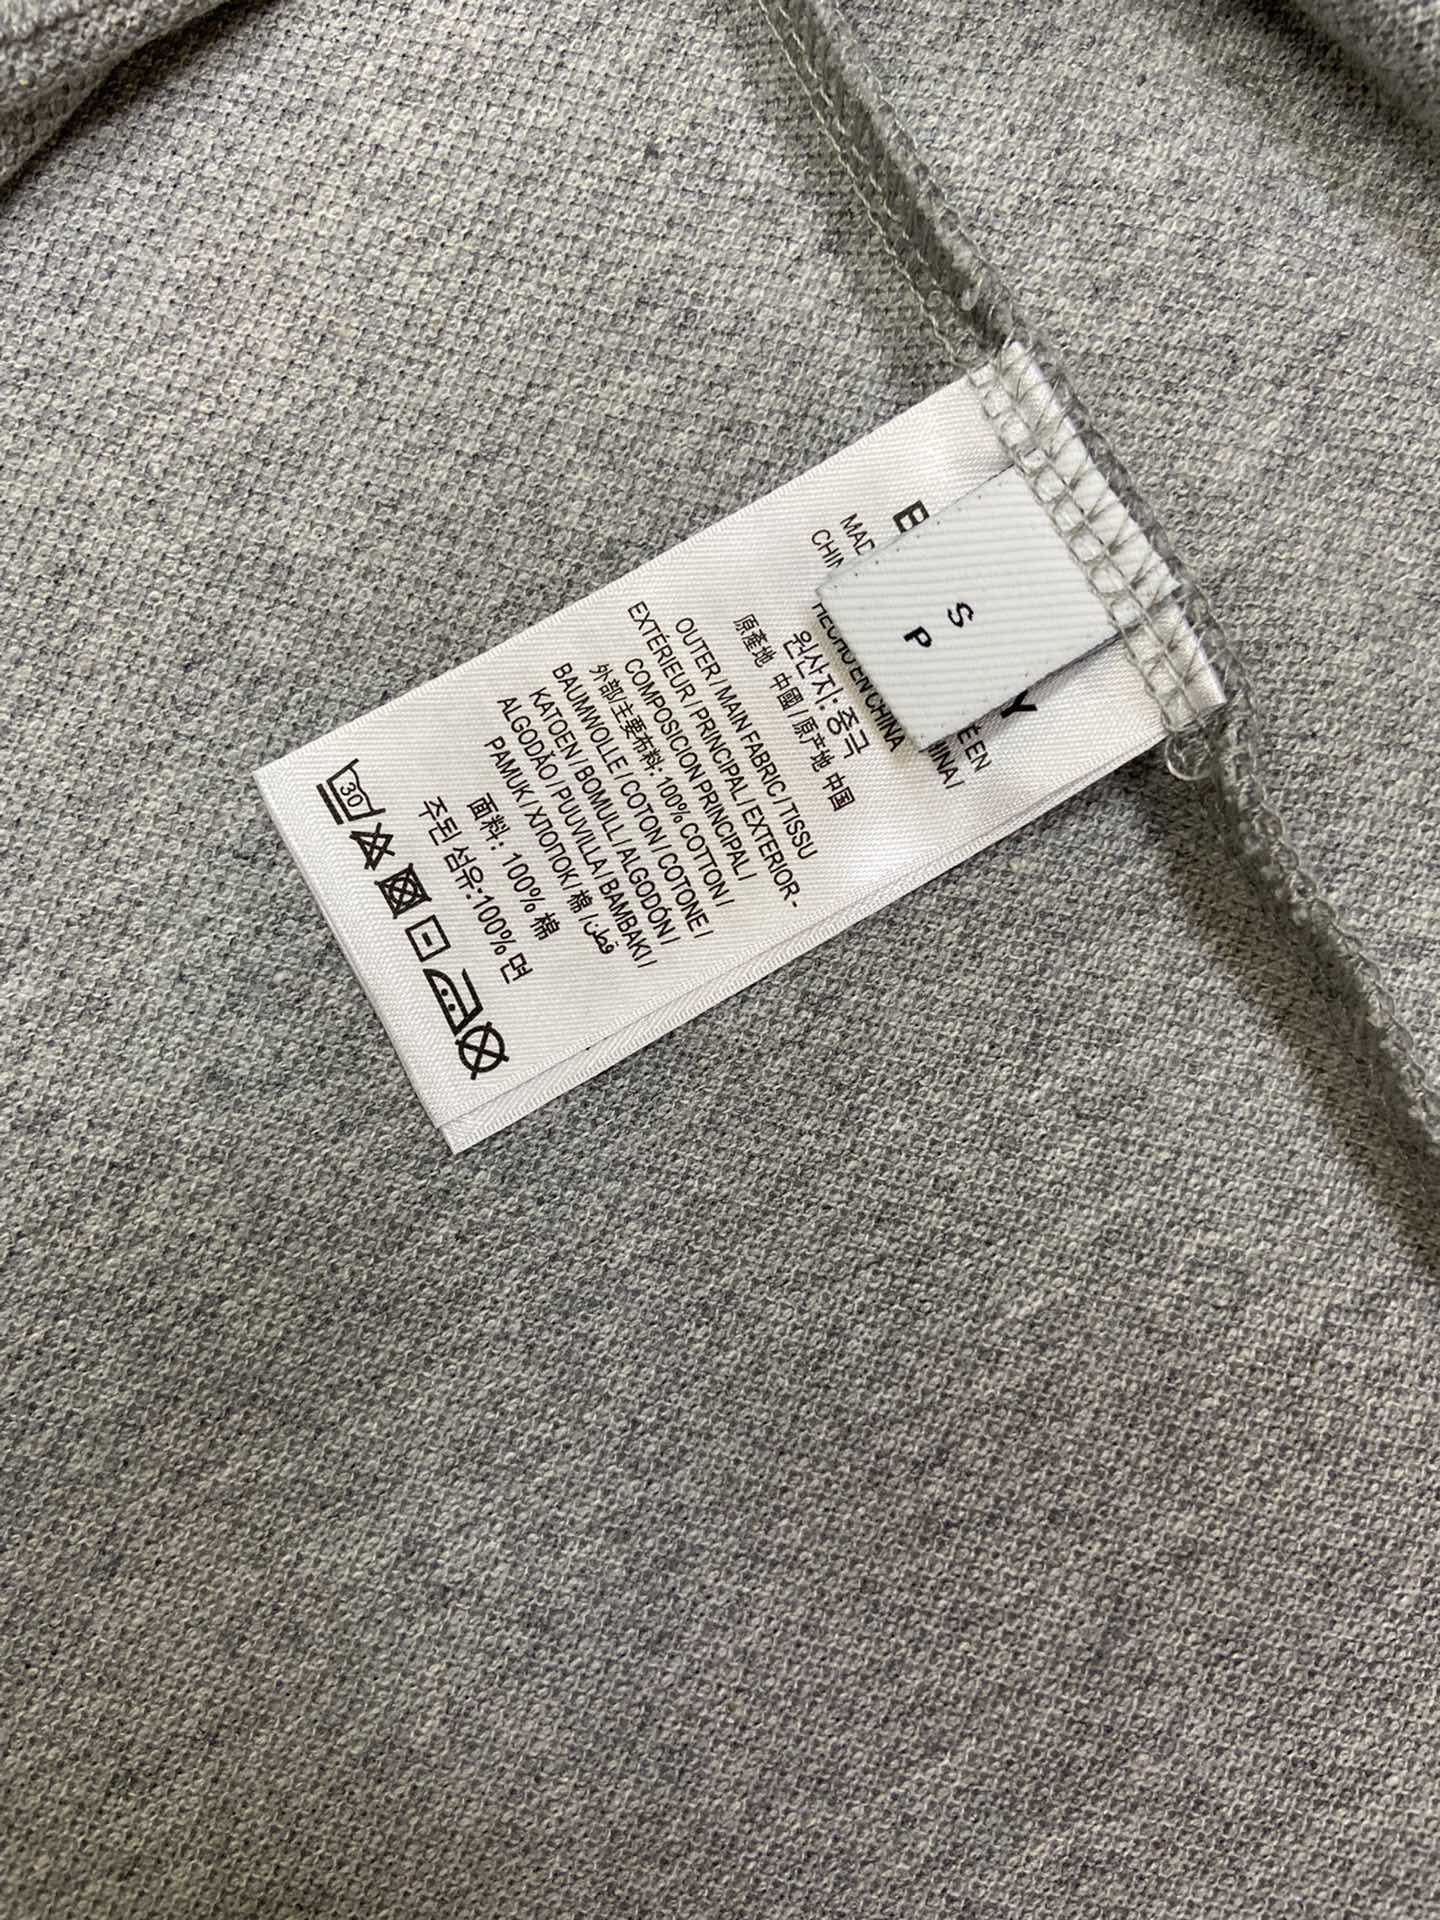 S
P
HECHO EN CHINA
원산지: 중국
原產地 中國 / 原产地 中国
OUTER / MAIN FABRIC / TISSU
EXTÉRIEUR / PRINCIPAL / EXTERIOR -
COMPOSICION PRINCIPAL /
外部/主要布料: 100% COTTON /
BAUMWOLLE / COTON / COTONE /
KATOEN / BOMULL / ALGODÓN /
ALGODÃO / PUUVILLA / BAMBAKI /
PAMUK / ХЛОПОК / 棉 / قطن
面料: 100% 棉
주된 섬유:100% 면
30